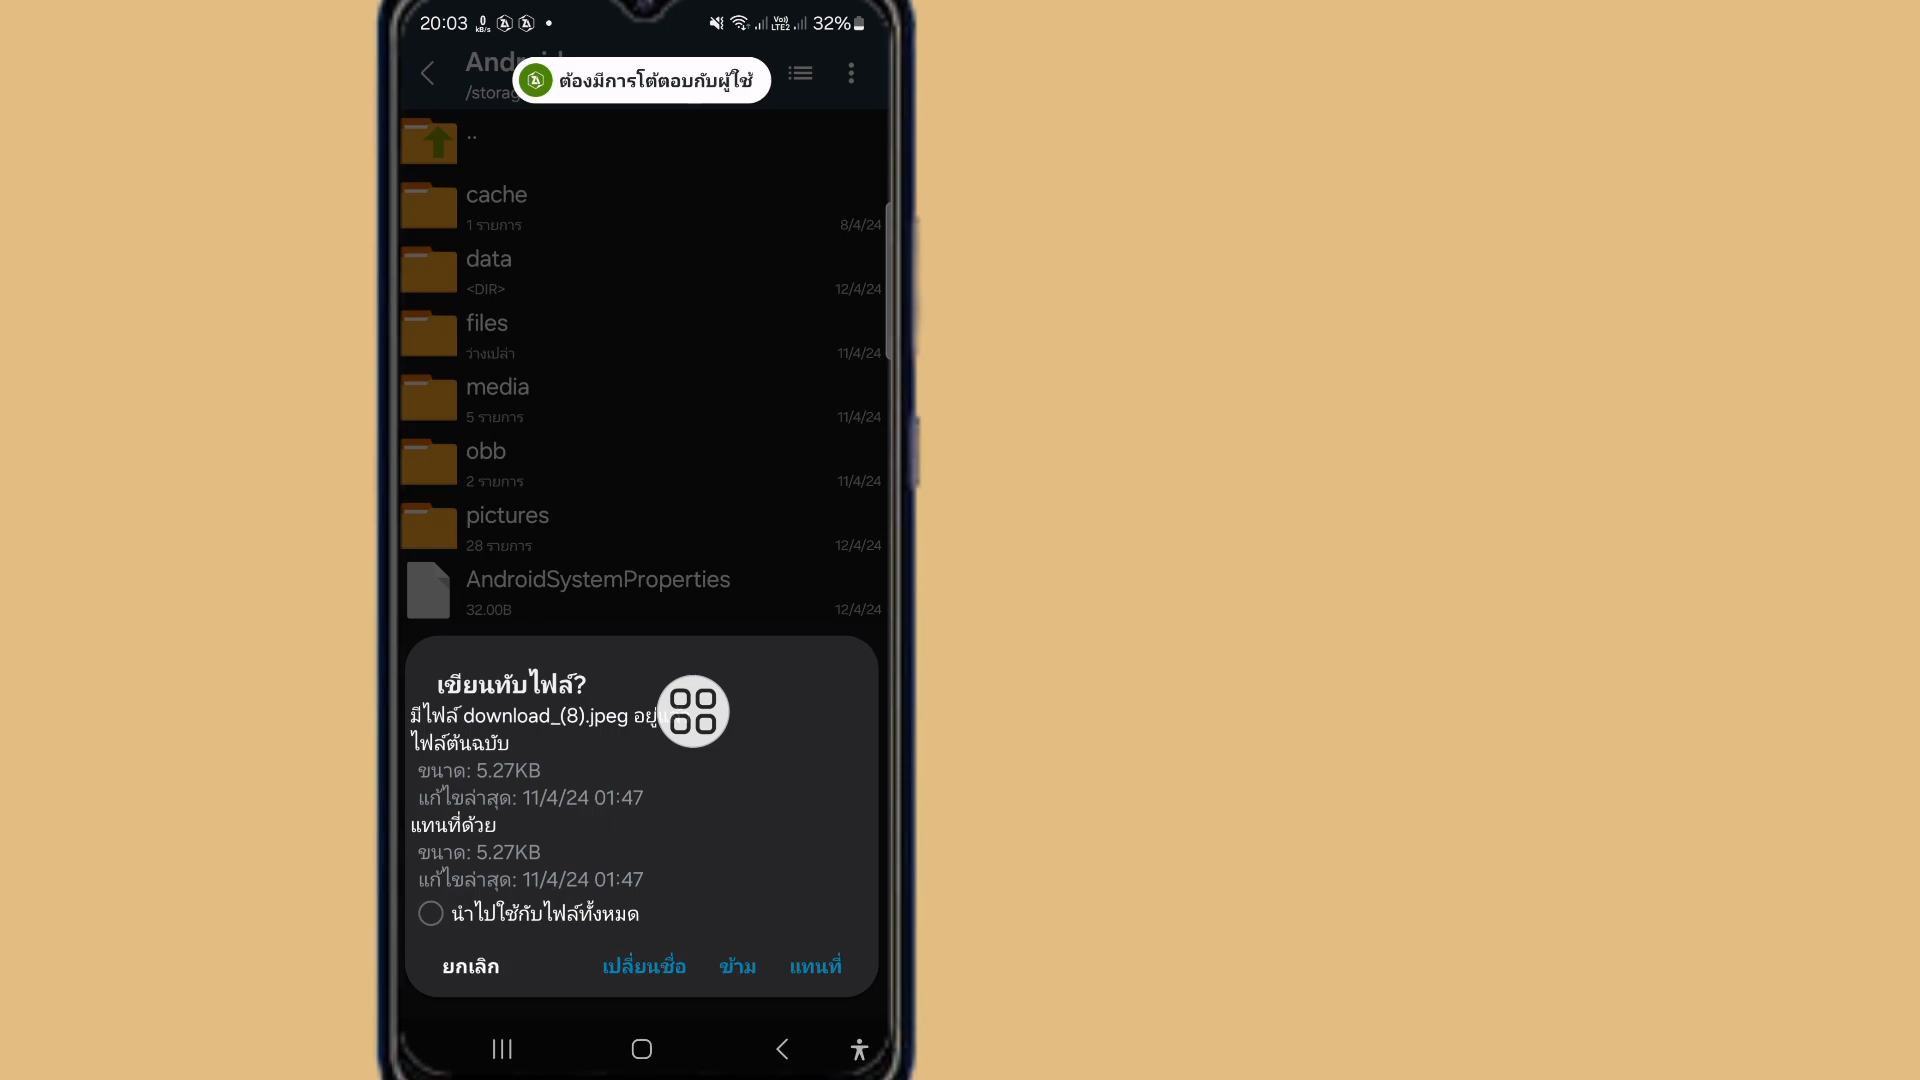 20:03
0
kB/s
Vo))
LTE2
32%
ต้องมีการโต้ตอบกับผู้ใช้
/storag
..
cache
1 รายการ
8/4/24
data
<DIR>
12/4/24
files
ว่างเปล่า
11/4/24
media
5 รายการ
11/4/24
obb
2 รายการ
11/4/24
pictures
28 รายการ
12/4/24
AndroidSystemProperties
32.00B
12/4/24
เขียนทับไฟล์?
มีไฟล์ download_(8).jpeg อยู่
ไฟล์ต้นฉบับ
ขนาด: 5.27KB
แก้ไขล่าสุด: 11/4/24 01:47
แทนที่ด้วย
ขนาด: 5.27KB
แก้ไขล่าสุด: 11/4/24 01:47
นำไปใช้กับไฟล์ทั้งหมด
ยกเลิก
เปลี่ยนชื่อ
ข้าม
แทนที่